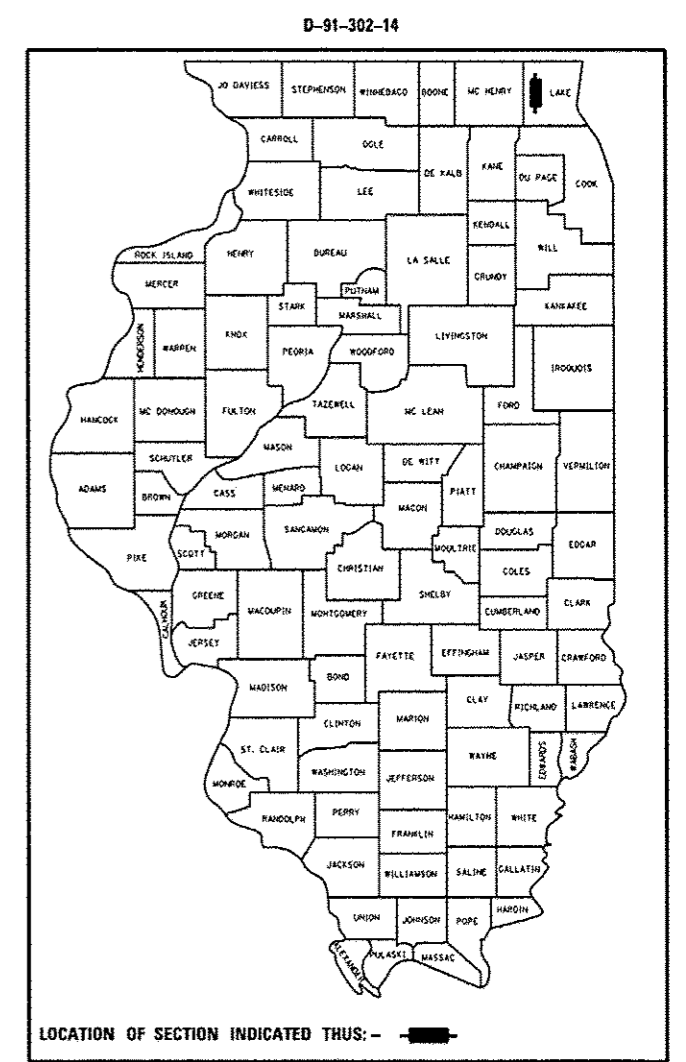 D-91-302-14
JO DAVIESS
STEPHENSON
WINNEBAGO
BOONE
MC HENRY
LAKE
CARROLL
OGLE
DE KALB
KANE
DU PAGE
COOK
WHITESIDE
LEE
KENDALL
WILL
ROCK ISLAND
HENRY
BUREAU
LA SALLE
GRUNDY
MERCER
PUTNAM
KANKAKEE
STARK
MARSHALL
HENDERSON
WARREN
KNOX
PEORIA
WOODFORD
LIVINGSTON
IROQUOIS
HANCOCK
MC DONOUGH
FULTON
TAZEWELL
MC LEAN
FORD
SCHUYLER
MASON
LOGAN
DE WITT
CHAMPAIGN
VERMILION
ADAMS
BROWN
CASS
MENARD
PIATT
MACON
PIKE
SCOTT
MORGAN
SANGAMON
CHRISTIAN
MOULTRIE
DOUGLAS
EDGAR
COLES
CALHOUN
GREENE
MACOUPIN
MONTGOMERY
SHELBY
CUMBERLAND
CLARK
JERSEY
FAYETTE
EFFINGHAM
JASPER
CRAWFORD
MADISON
BOND
CLAY
RICHLAND
LAWRENCE
CLINTON
MARION
ST. CLAIR
WAYNE
EDWARDS
WABASH
MONROE
WASHINGTON
JEFFERSON
RANDOLPH
PERRY
HAMILTON
WHITE
FRANKLIN
JACKSON
WILLIAMSON
SALINE
GALLATIN
UNION
JOHNSON
POPE
HARDIN
ALEXANDER
PULASKI
MASSAC
LOCATION OF SECTION INDICATED THUS: -